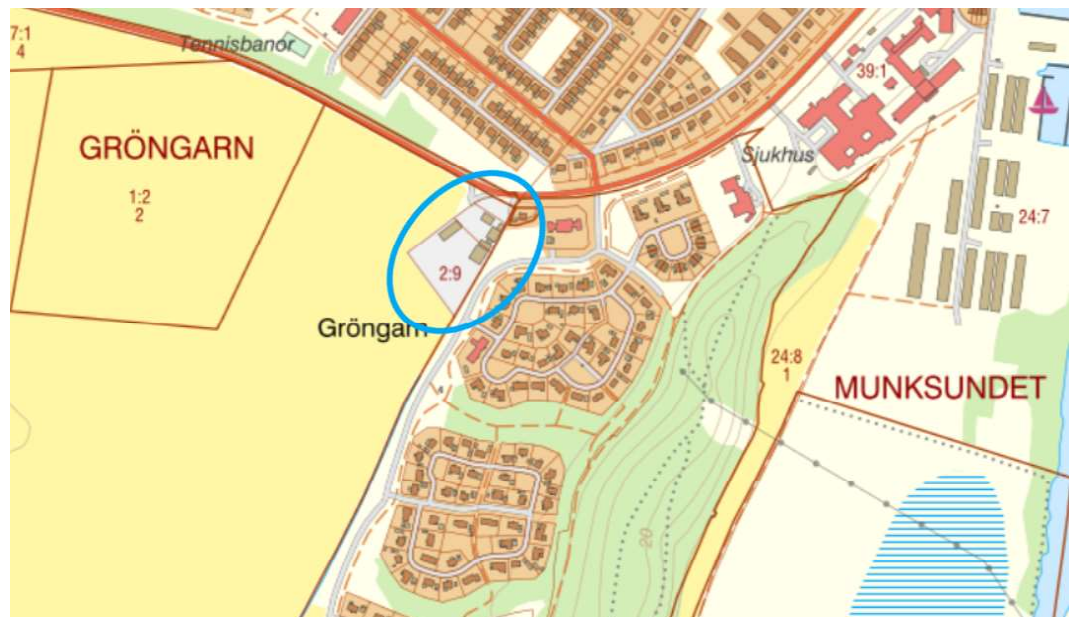 7:1
4
Tennisbanor
39:1
GRÖNGARN
Sjukhus
1:2
2
24:7
2:9
Gröngarn
24:8
1
MUNKSUNDET
20